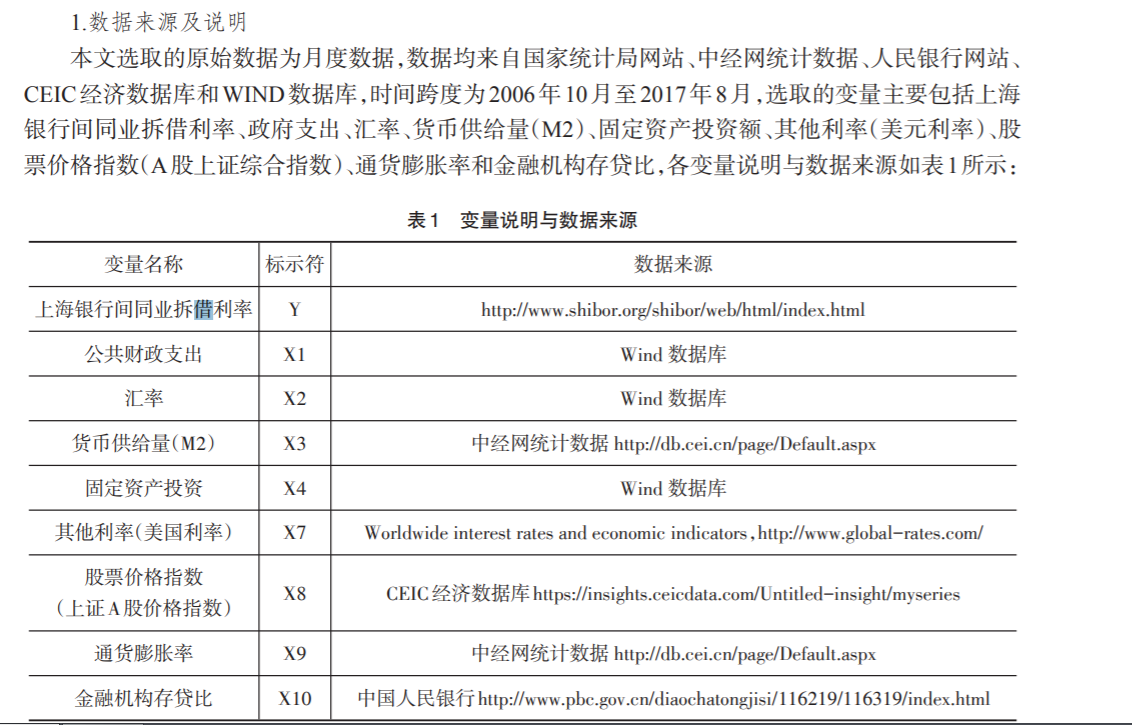 1.数据来源及说明
本文选取的原始数据为月度数据,数据均来自国家统计局网站、中经网统计数据、人民银行网站、
CEIC经济数据库和WIND数据库,时间跨度为2006年10月至2017年8月,选取的变量主要包括上海
银行间同业拆借利率、政府支出、汇率、货币供给量(M2)、固定资产投资额、其他利率(美元利率)、股
票价格指数(A股上证综合指数)、通货膨胀率和金融机构存贷比,各变量说明与数据来源如表1所示:
表1 变量说明与数据来源
变量名称 标示符 数据来源
上海银行间同业拆借利率 Y http://www.shibor.org/shibor/web/html/index.html
公共财政支出 X1 Wind 数据库
汇率 X2 Wind 数据库
货币供给量(M2) X3 中经网统计数据 http://db.cei.cn/page/Default.aspx
固定资产投资 X4 Wind 数据库
其他利率(美国利率) X7 Worldwide interest rates and economic indicators,http://www.global-rates.com/
股票价格指数
(上证A股价格指数) X8 CEIC经济数据库https://insights.ceicdata.com/Untitled-insight/myseries
通货膨胀率 X9 中经网统计数据 http://db.cei.cn/page/Default.aspx
金融机构存贷比 X10 中国人民银行http://www.pbc.gov.cn/diaochatongjisi/116219/116319/index.html